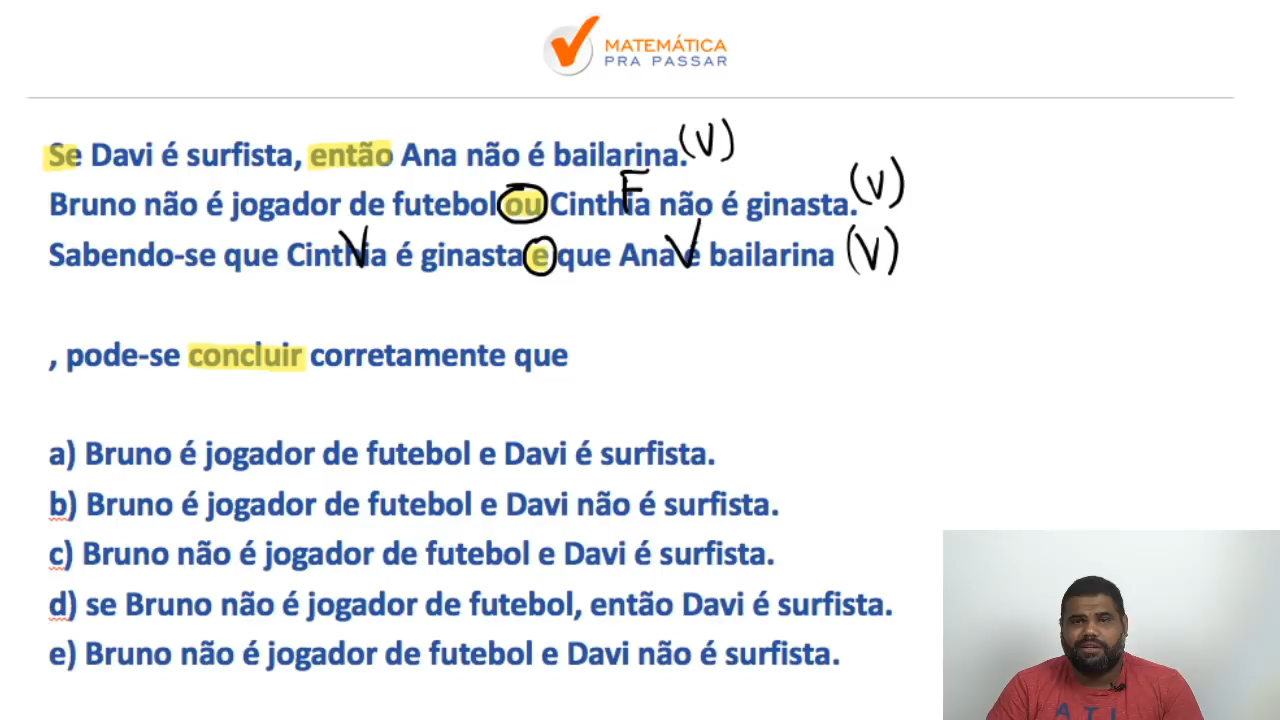 MATEMÁTICA
PRA PASSAR
Se Davi é surfista, então Ana não é bailarina. (V)
Bruno não é jogador de futebol ou Cinthia não é ginasta. (V)
F
Sabendo-se que Cinthia é ginasta e que Ana é bailarina (V)
V V
, pode-se concluir corretamente que
a) Bruno é jogador de futebol e Davi é surfista.
b) Bruno é jogador de futebol e Davi não é surfista.
c) Bruno não é jogador de futebol e Davi é surfista.
d) se Bruno não é jogador de futebol, então Davi é surfista.
e) Bruno não é jogador de futebol e Davi não é surfista.